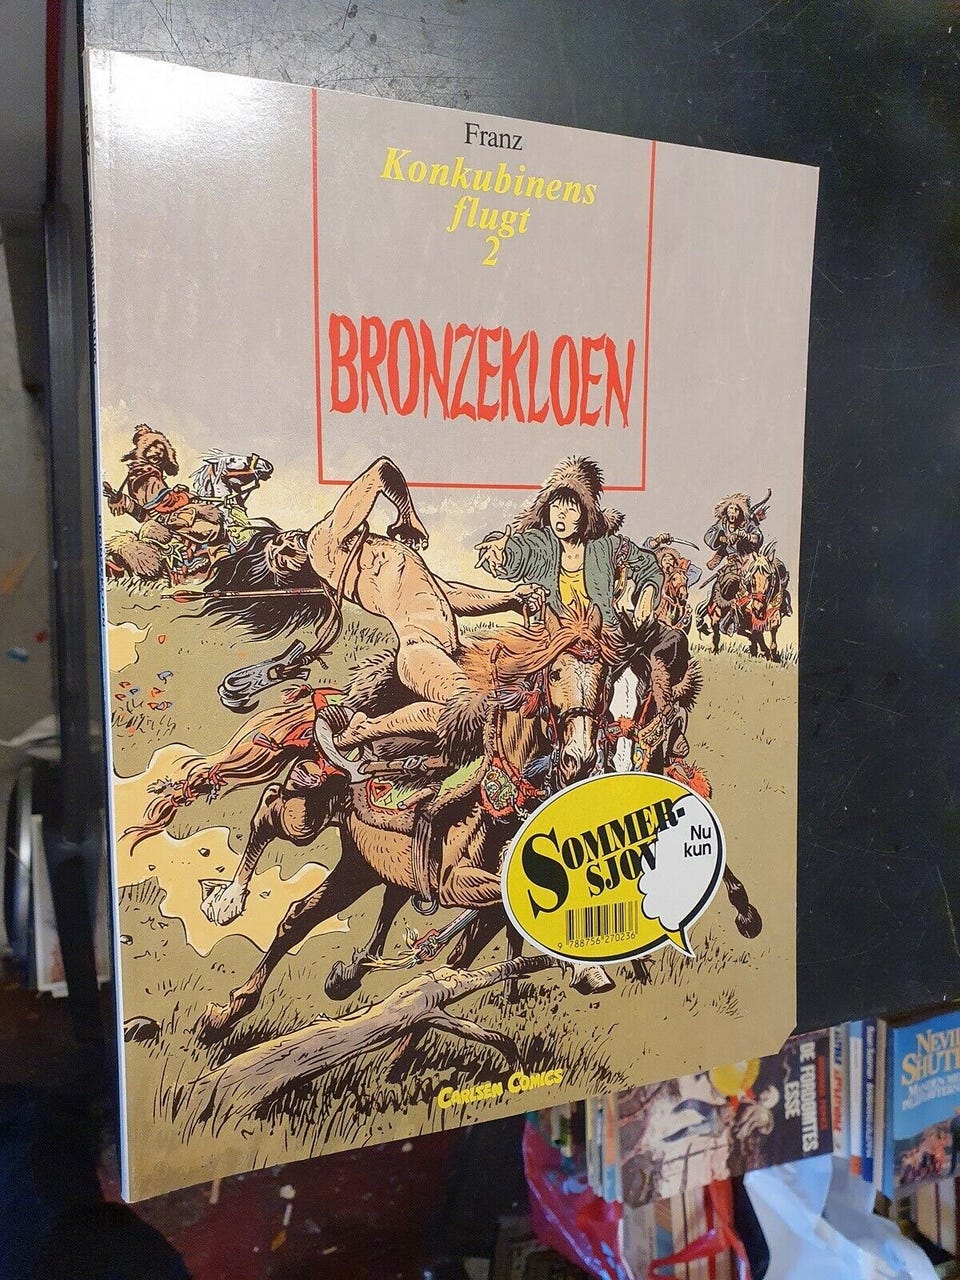 Franz
Konkubinens
flugt
2
BRONZEKLOEN
SOMMER-
SJOV
Nu
kun
9 788756 270236
CARLSEN COMICS
DE FORDØMTES
ESSE
NEVIL
SHUTE